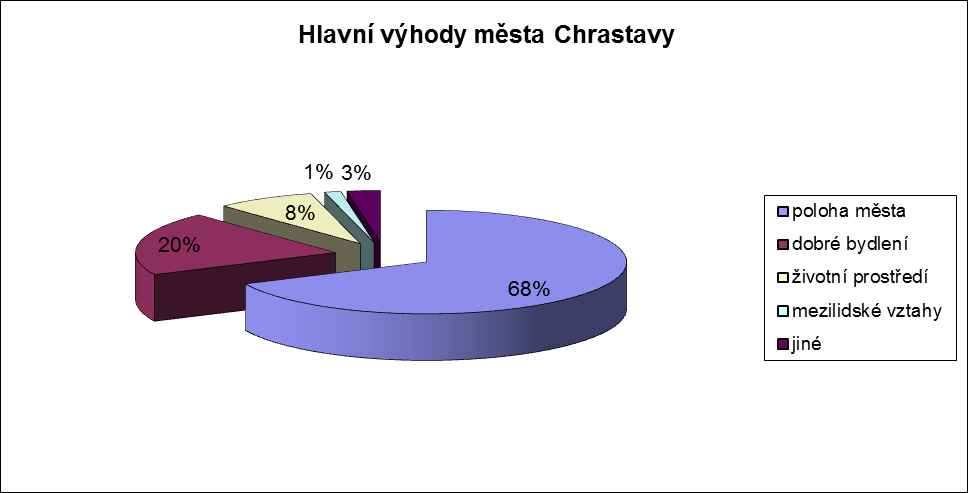 Hlavní výhody města Chrastavy
1%
3%
8%
20%
68%
poloha města
dobré bydlení
životní prostředí
mezilidské vztahy
jiné